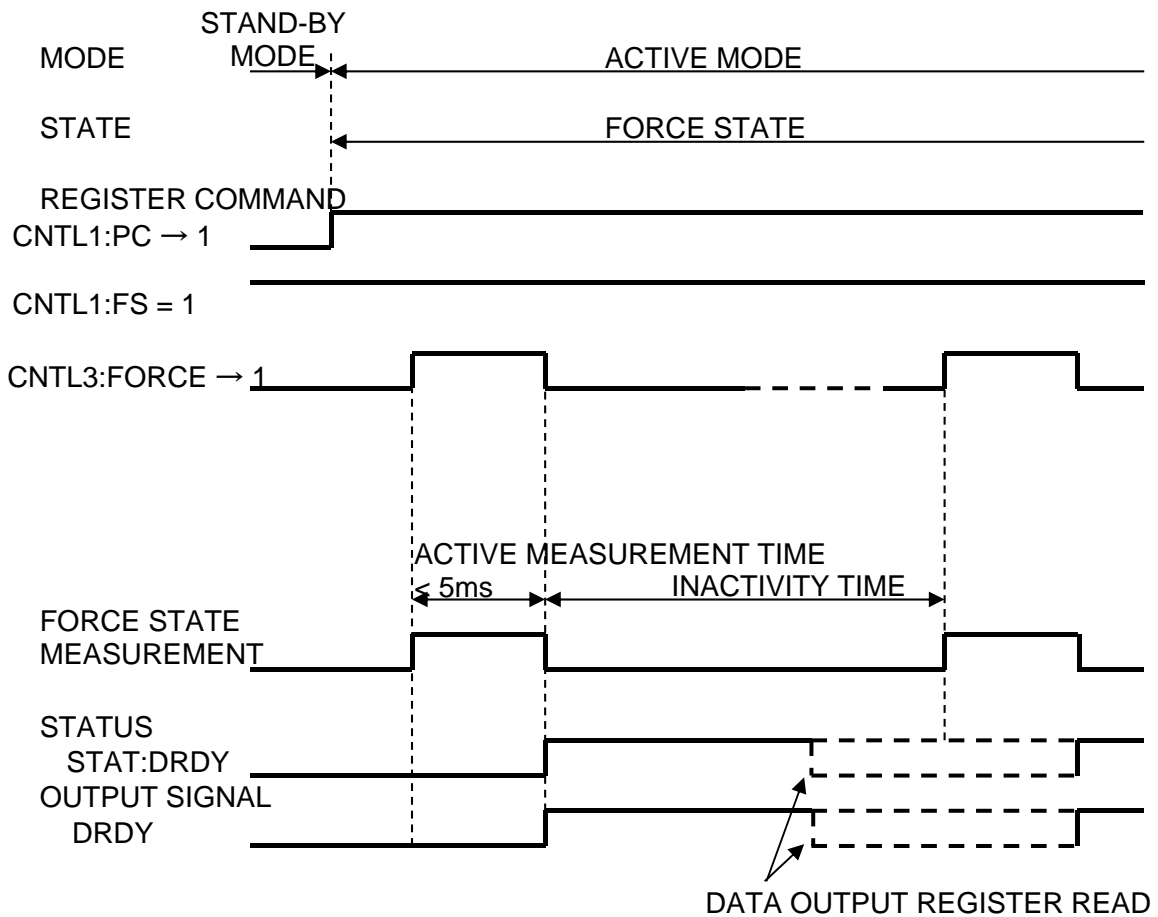 STAND-BY
MODE
MODE
ACTIVE MODE
STATE
FORCE STATE
REGISTER COMMAND
CNTL1:PC → 1
CNTL1:FS = 1
CNTL3:FORCE → 1
ACTIVE MEASUREMENT TIME
< 5ms
INACTIVITY TIME
FORCE STATE
MEASUREMENT
STATUS
STAT:DRDY
OUTPUT SIGNAL
DRDY
DATA OUTPUT REGISTER READ